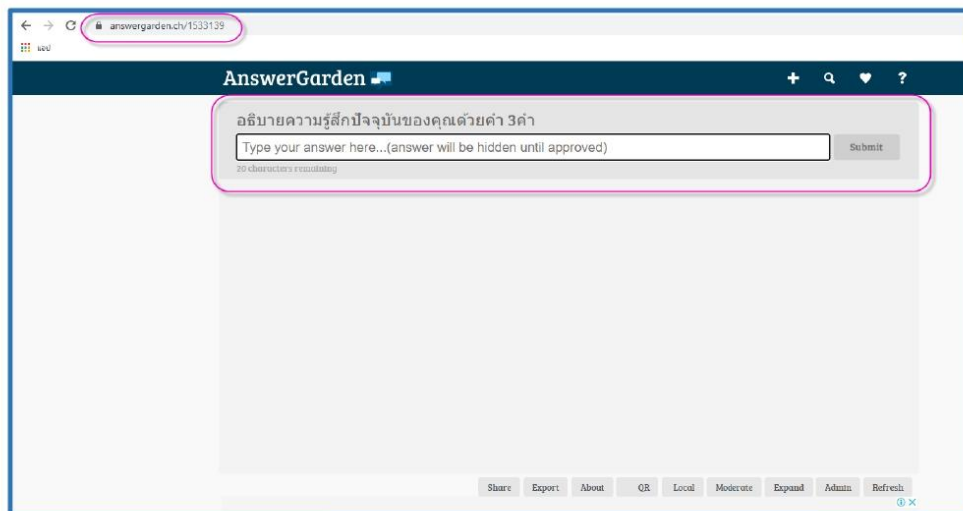 answergarden.ch/1533139
แอป
AnswerGarden
อธิบายความรู้สึกปัจจุบันของคุณด้วยคำ 3คำ
Type your answer here...(answer will be hidden until approved)
Submit
20 characters remaining
Share Export About QR Local Moderate Expand Admin Refresh